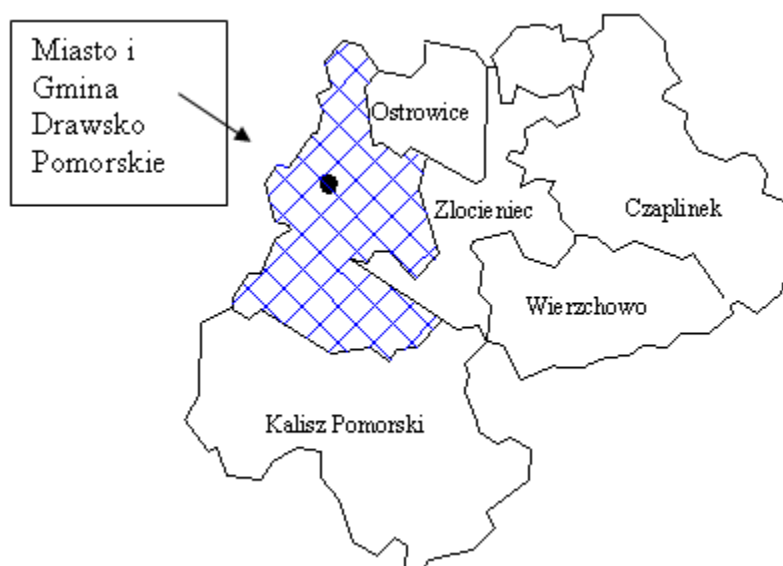 Miasto i
Gmina
Drawsko
Pomorskie
Ostrowice
Zlocieniec
Czaplinek
Wierzchowo
Kalisz Pomorski